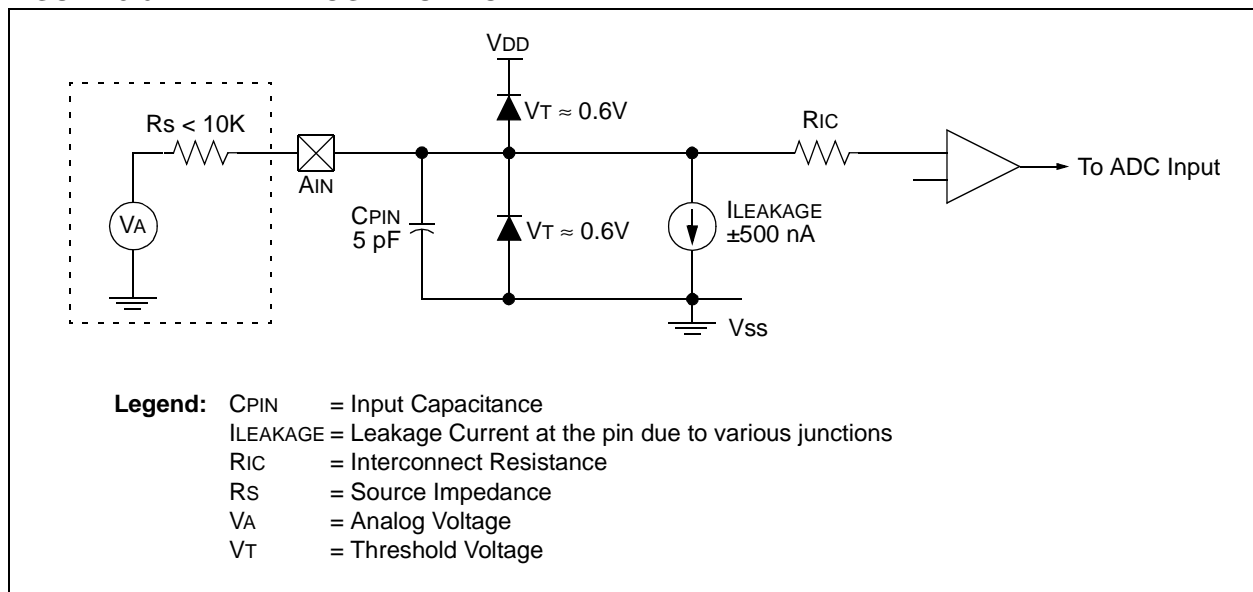 VDD
VT ≈ 0.6V
RS < 10K
RIC
AIN
To ADC Input
VA
CPIN
5 pF
VT ≈ 0.6V
ILEAKAGE
±500 nA
VSS
Legend: CPIN = Input Capacitance
ILEAKAGE = Leakage Current at the pin due to various junctions
RIC = Interconnect Resistance
RS = Source Impedance
VA = Analog Voltage
VT = Threshold Voltage